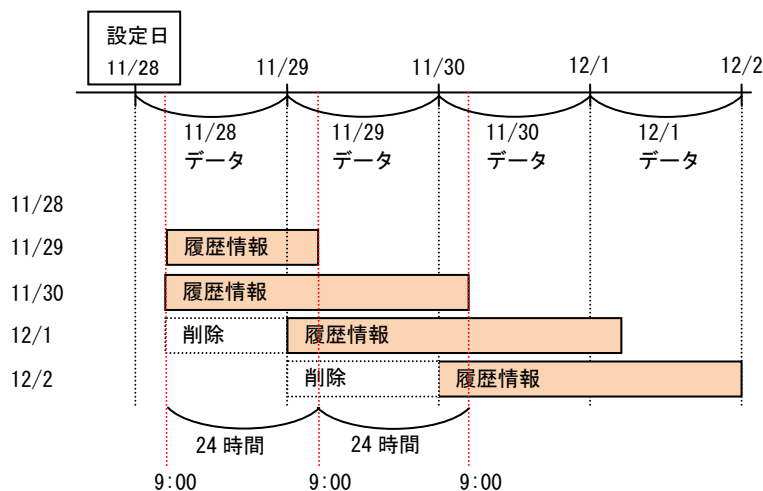 設定日
11/28 11/29 11/30 12/1 12/2
11/28 11/29 11/30 12/1
データ データ データ データ
11/28
11/29 履歴情報
11/30 履歴情報
12/1 削除 履歴情報
12/2 削除 履歴情報
24 時間 24 時間
9:00 9:00 9:00